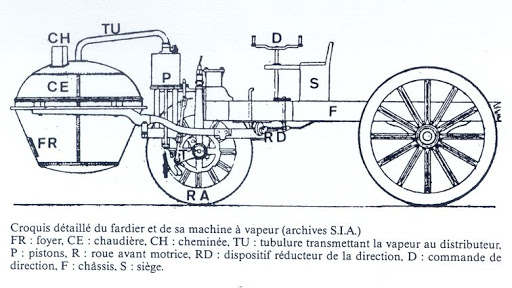 CH
TU
D
CE
P
S
F
FR
RD
RA
Croquis détaillé du fardier et de sa machine à vapeur (archives S.I.A.)
FR : foyer, CE : chaudière, CH : cheminée, TU : tubulure transmettant la vapeur au distributeur,
P : pistons, R : roue avant motrice, RD : dispositif réducteur de la direction, D : commande de
direction, F : châssis, S : siège.